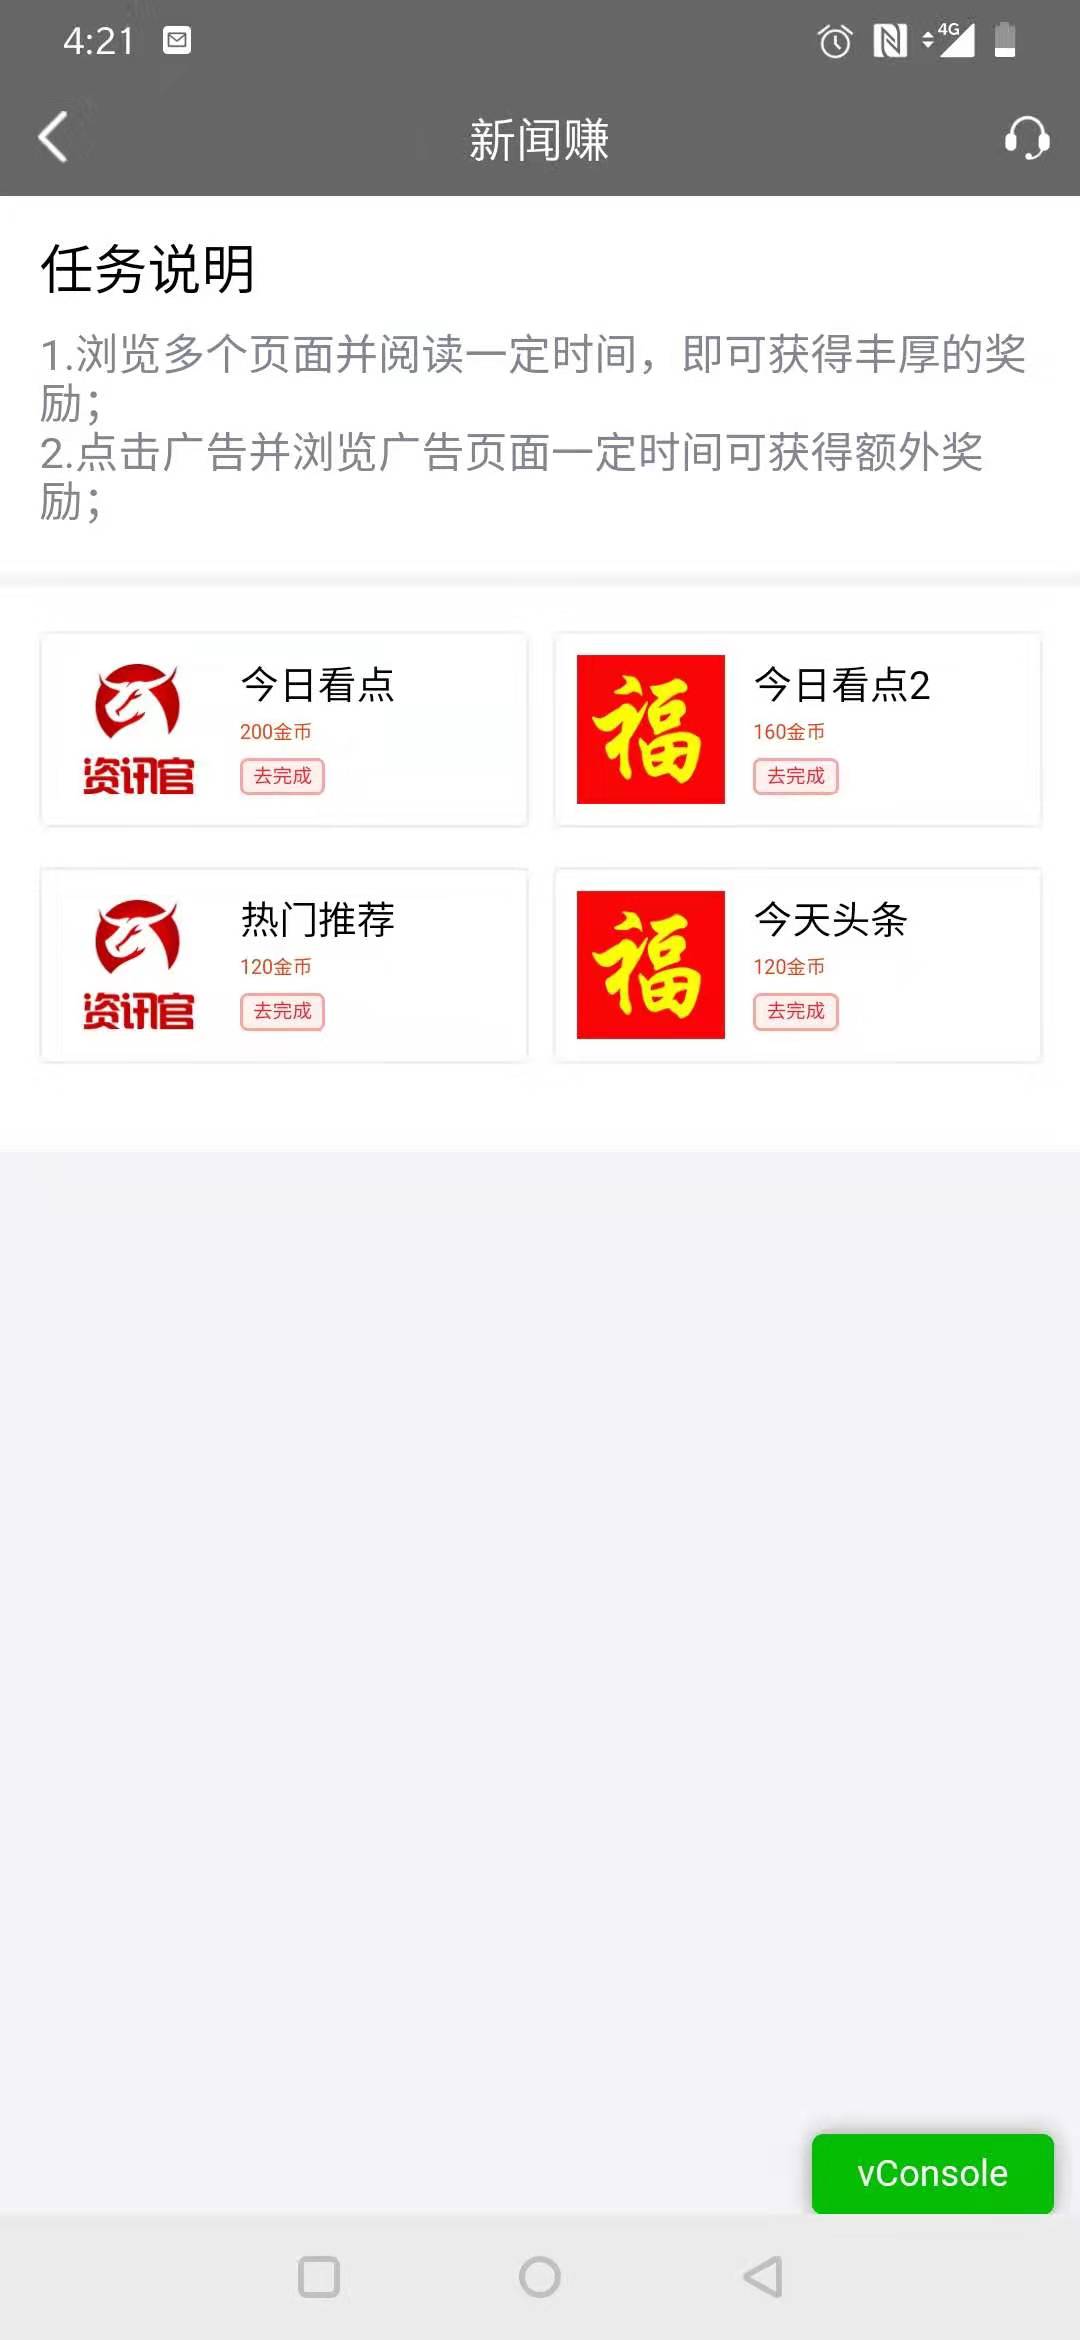 4:21
4G
新闻赚
任务说明
1.浏览多个页面并阅读一定时间，即可获得丰厚的奖
励；
2.点击广告并浏览广告页面一定时间可获得额外奖
励；
资讯官
今日看点
200金币
去完成
福
今日看点2
160金币
去完成
资讯官
热门推荐
120金币
去完成
福
今天头条
120金币
去完成
vConsole